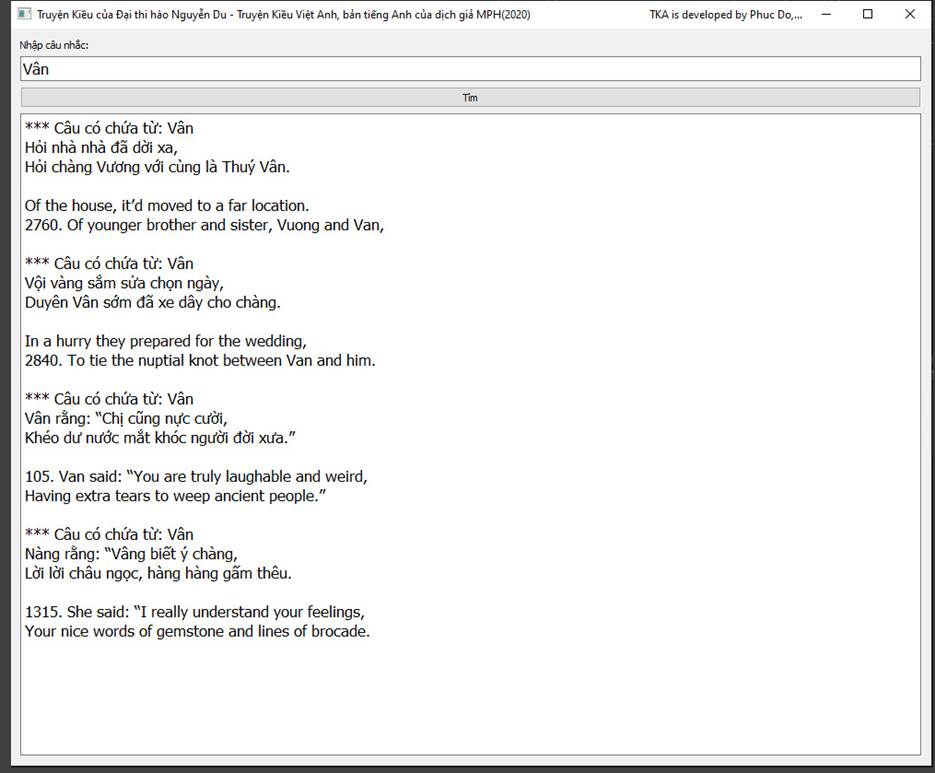 Truyện Kiều của Đại thi hào Nguyễn Du - Truyện Kiều Việt Anh, bản tiếng Anh của dịch giả MPH(2020) TKA is developed by Phuc Do,...
Nhập câu nhắc:
Vân
Tìm
*** Câu có chứa từ: Vân
Hỏi nhà nhà đã dời xa,
Hỏi chàng Vương với cùng là Thuý Vân.
Of the house, it’d moved to a far location.
2760. Of younger brother and sister, Vuong and Van,
*** Câu có chứa từ: Vân
Vội vàng sắm sửa chọn ngày,
Duyên Vân sớm đã xe dây cho chàng.
In a hurry they prepared for the wedding,
2840. To tie the nuptial knot between Van and him.
*** Câu có chứa từ: Vân
Vân rằng: “Chị cũng nực cười,
Khéo dư nước mắt khóc người đời xưa.”
105. Van said: “You are truly laughable and weird,
Having extra tears to weep ancient people.”
*** Câu có chứa từ: Vân
Nàng rằng: “Vâng biết ý chàng,
Lời lời châu ngọc, hàng hàng gấm thêu.
1315. She said: “I really understand your feelings,
Your nice words of gemstone and lines of brocade.